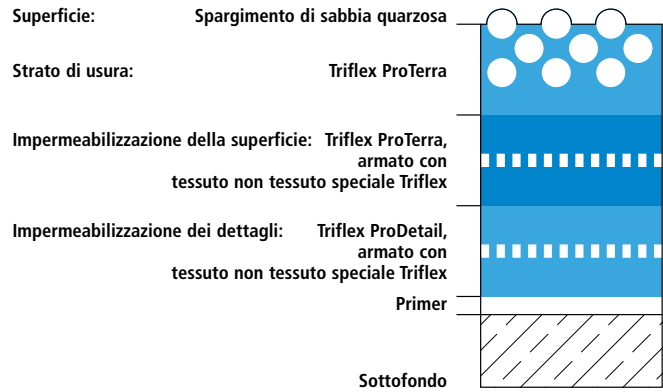 Superficie: Spargimento di sabbia quarzosa
Strato di usura: Triflex ProTerra
Impermeabilizzazione della superficie: Triflex ProTerra,
armato con
tessuto non tessuto speciale Triflex
Impermeabilizzazione dei dettagli: Triflex ProDetail,
armato con
tessuto non tessuto speciale Triflex
Primer
Sottofondo